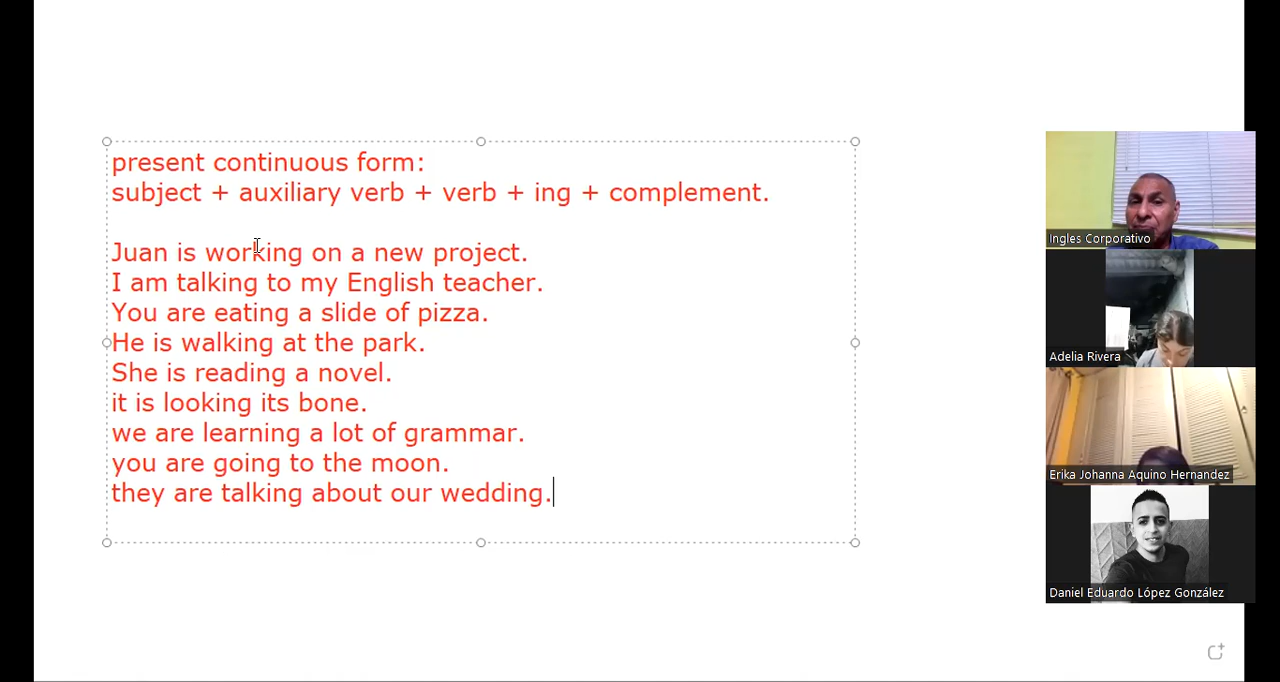 present continuous form:
subject + auxiliary verb + verb + ing + complement.
Juan is working on a new project.
I am talking to my English teacher.
You are eating a slide of pizza.
He is walking at the park.
She is reading a novel.
it is looking its bone.
we are learning a lot of grammar.
you are going to the moon.
they are talking about our wedding.
Ingles Corporativo
Adelia Rivera
Erika Johanna Aquino Hernandez
Daniel Eduardo López González